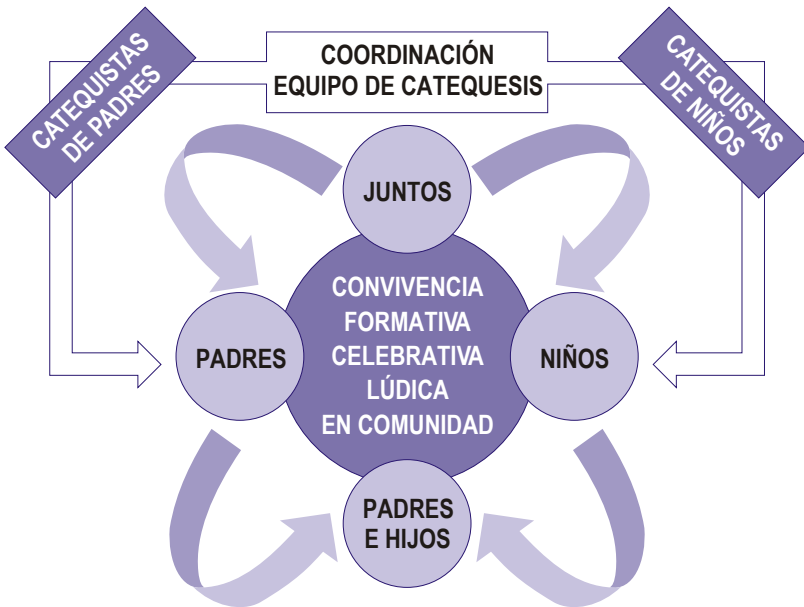 CATEQUISTAS
DE PADRES
COORDINACIÓN
EQUIPO DE CATEQUESIS
CATEQUISTAS
DE NIÑOS
JUNTOS
CONVIVENCIA
FORMATIVA
CELEBRATIVA
LÚDICA
EN COMUNIDAD
PADRES
NIÑOS
PADRES
E HIJOS